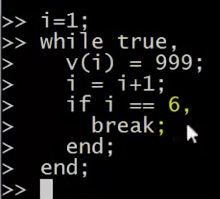 >> i=1;
>> while true,
>    v(i) = 999;
>    i = i+1;
>    if i == 6,
>      break;
>    end;
>  end;
>>